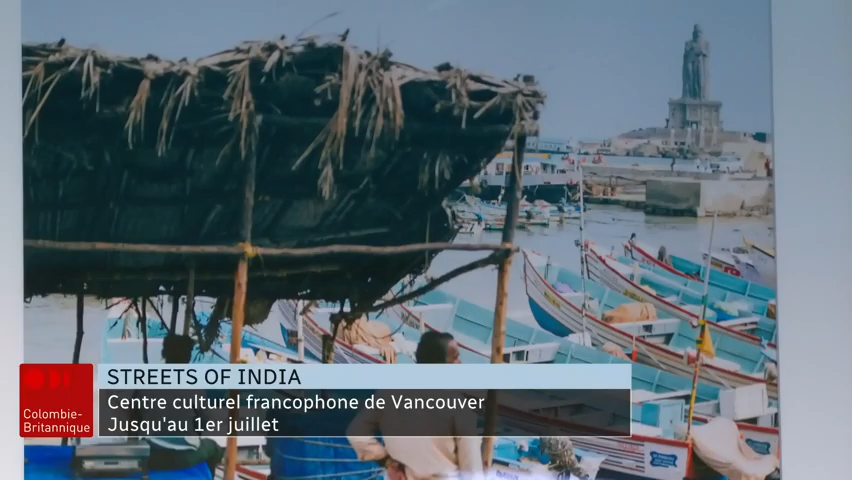 STREETS OF INDIA
Centre culturel francophone de Vancouver
Jusqu'au 1er juillet
Colombie-
Britannique